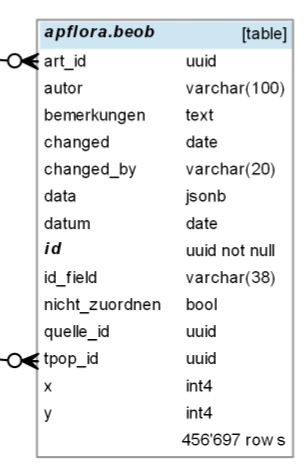 apflora.beob [table]
art_id uuid
autor varchar(100)
bemerkungen text
changed date
changed_by varchar(20)
data jsonb
datum date
id uuid not null
id_field varchar(38)
nicht_zuordnen bool
quelle_id uuid
tpop_id uuid
x int4
y int4
456'697 rows